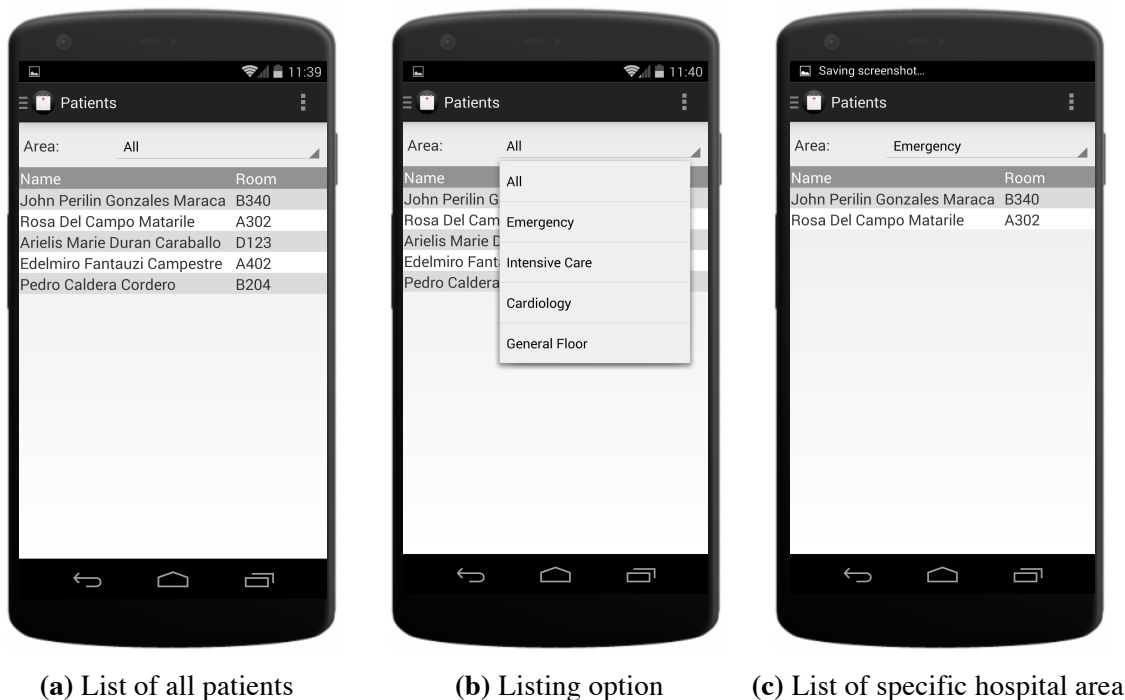 11:39
Patients
Area: All
Name Room
John Perilin Gonzales Maraca B340
Rosa Del Campo Matarile A302
Arielis Marie Duran Caraballo D123
Edelmiro Fantauzi Campestre A402
Pedro Caldera Cordero B204
(a) List of all patients
11:40
Patients
Area: All
Name
John Perilin G
Rosa Del Cam
Arielis Marie D
Edelmiro Fant
Pedro Caldera
All
Emergency
Intensive Care
Cardiology
General Floor
(b) Listing option
Saving screenshot...
Patients
Area: Emergency
Name Room
John Perilin Gonzales Maraca B340
Rosa Del Campo Matarile A302
(c) List of specific hospital area